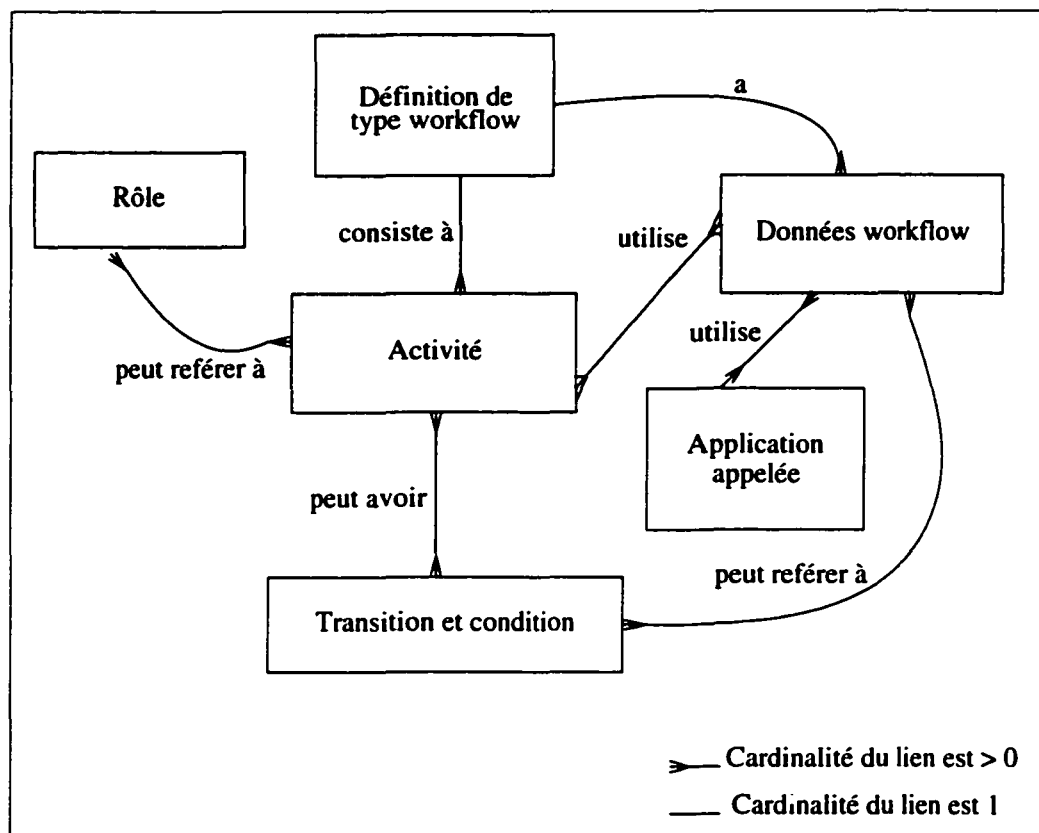 Définition de
type workflow
a
Rôle
consiste à
utilise
Données workflow
Activité
utilise
peut reférer à
Application
appelée
peut avoir
peut reférer à
Transition et condition
Cardinalité du lien est > 0
Cardinalité du lien est 1